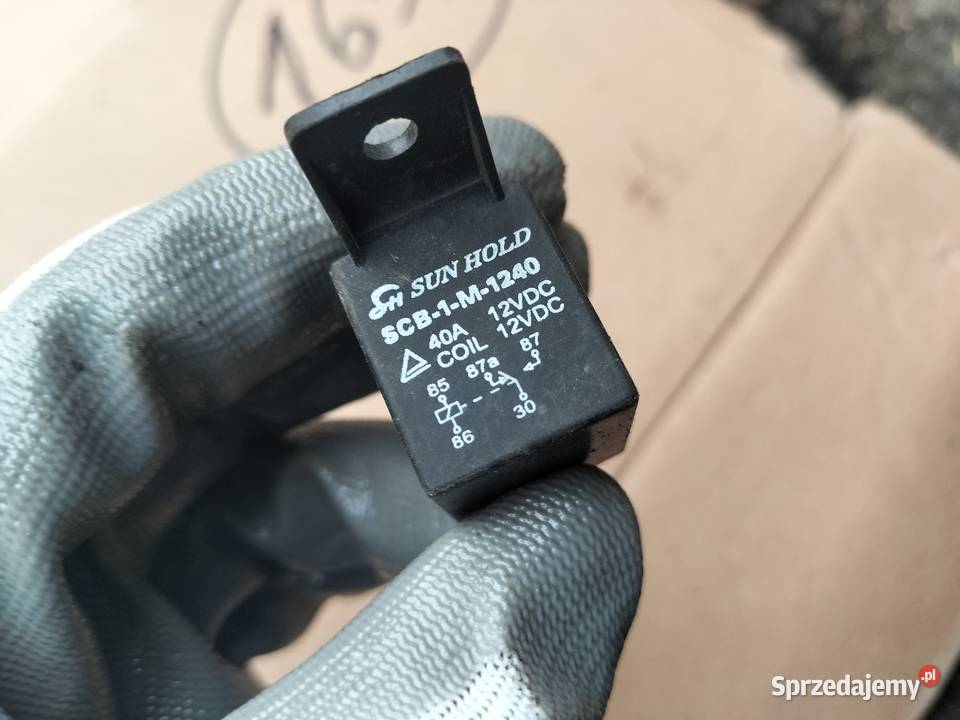 SUN HOLD
SCB-1-M-1240
40A 12VDC
COIL 12VDC
85 87a 87
86 30
Sprzedajemy.pl